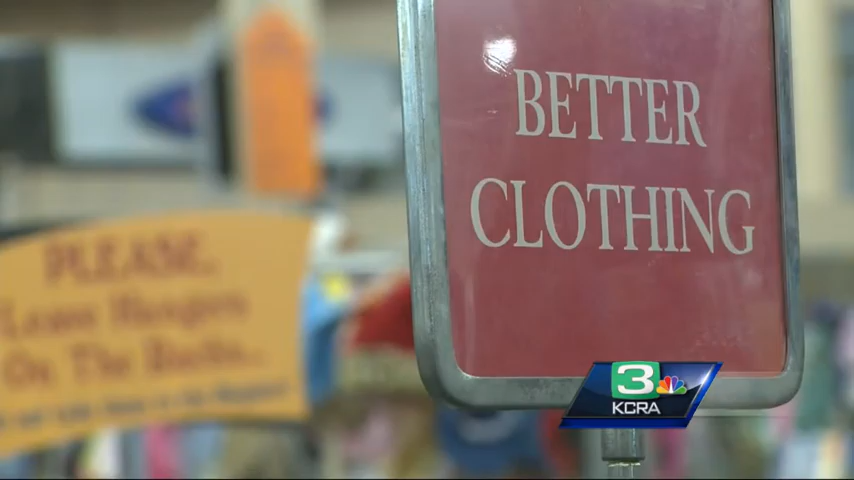 BETTER
CLOTHING
PLEASE
Leave Hangers
On The Racks...
3
KCRA